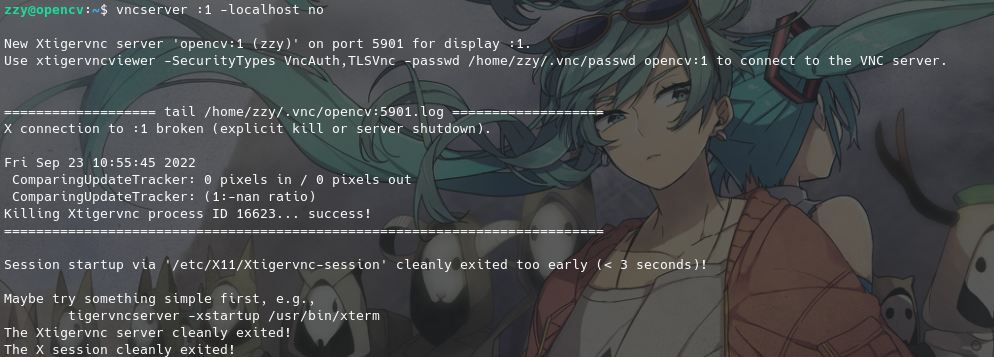 zzy@opencv:~$ vncserver :1 -localhost no
New Xtigervnc server 'opencv:1 (zzy)' on port 5901 for display :1.
Use xtigervncviewer -SecurityTypes VncAuth,TLSVnc -passwd /home/zzy/.vnc/passwd opencv:1 to connect to the VNC server.
=================== tail /home/zzy/.vnc/opencv:5901.log ===================
X connection to :1 broken (explicit kill or server shutdown).
Fri Sep 23 10:55:45 2022
 ComparingUpdateTracker: 0 pixels in / 0 pixels out
 ComparingUpdateTracker: (1:-nan ratio)
Killing Xtigervnc process ID 16623... success!
===========================================================================
Session startup via '/etc/X11/Xtigervnc-session' cleanly exited too early (< 3 seconds)!
Maybe try something simple first, e.g.,
        tigervncserver -xstartup /usr/bin/xterm
The Xtigervnc server cleanly exited!
The X session cleanly exited!